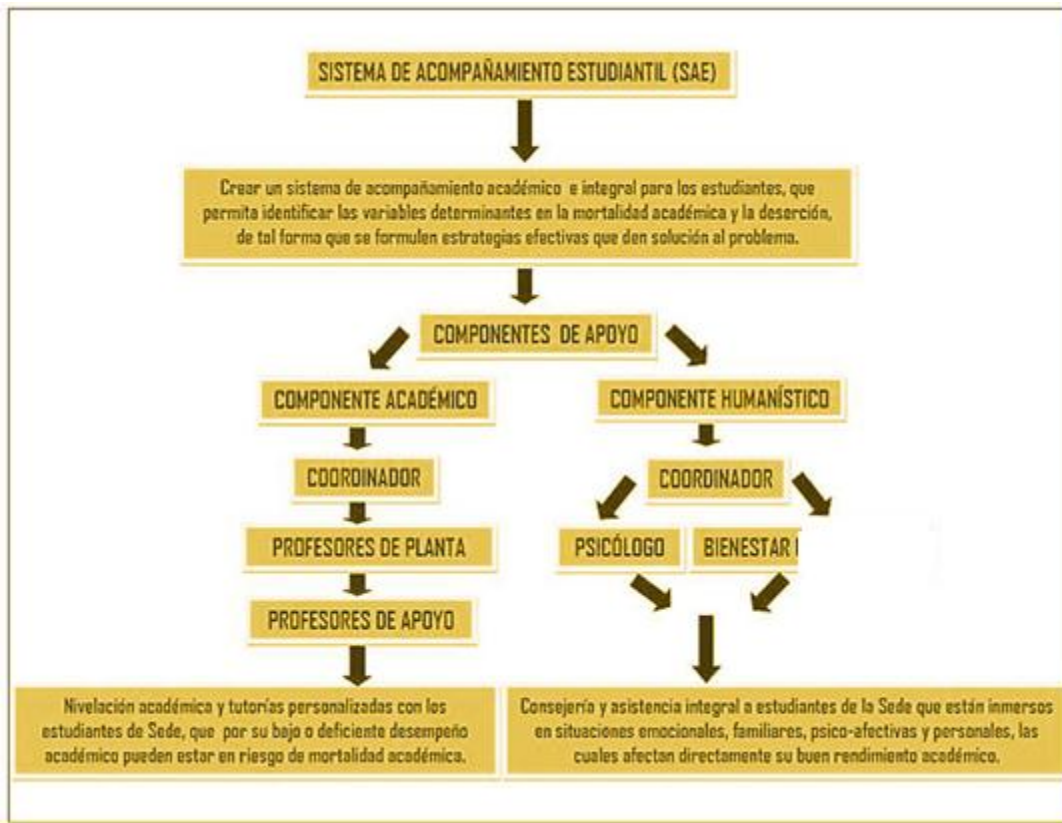 SISTEMA DE ACOMPAÑAMIENTO ESTUDIANTIL (SAE)
Crear un sistema de acompañamiento académico e integral para los estudiantes, que
permita identificar las variables determinantes en la mortalidad académica y la deserción,
de tal forma que se formulen estrategias efectivas que den solución al problema.
COMPONENTES DE APOYO
COMPONENTE ACADÉMICO
COORDINADOR
PROFESORES DE PLANTA
PROFESORES DE APOYO
Nivelación académica y tutorías personalizadas con los
estudiantes de Sede, que por su bajo o deficiente desempeño
académico pueden estar en riesgo de mortalidad académica.
COMPONENTE HUMANÍSTICO
COORDINADOR
PSICÓLOGO
BIENESTAR
Consejería y asistencia integral a estudiantes de la Sede que están inmersos
en situaciones emocionales, familiares, psico-afectivas y personales, las
cuales afectan directamente su buen rendimiento académico.